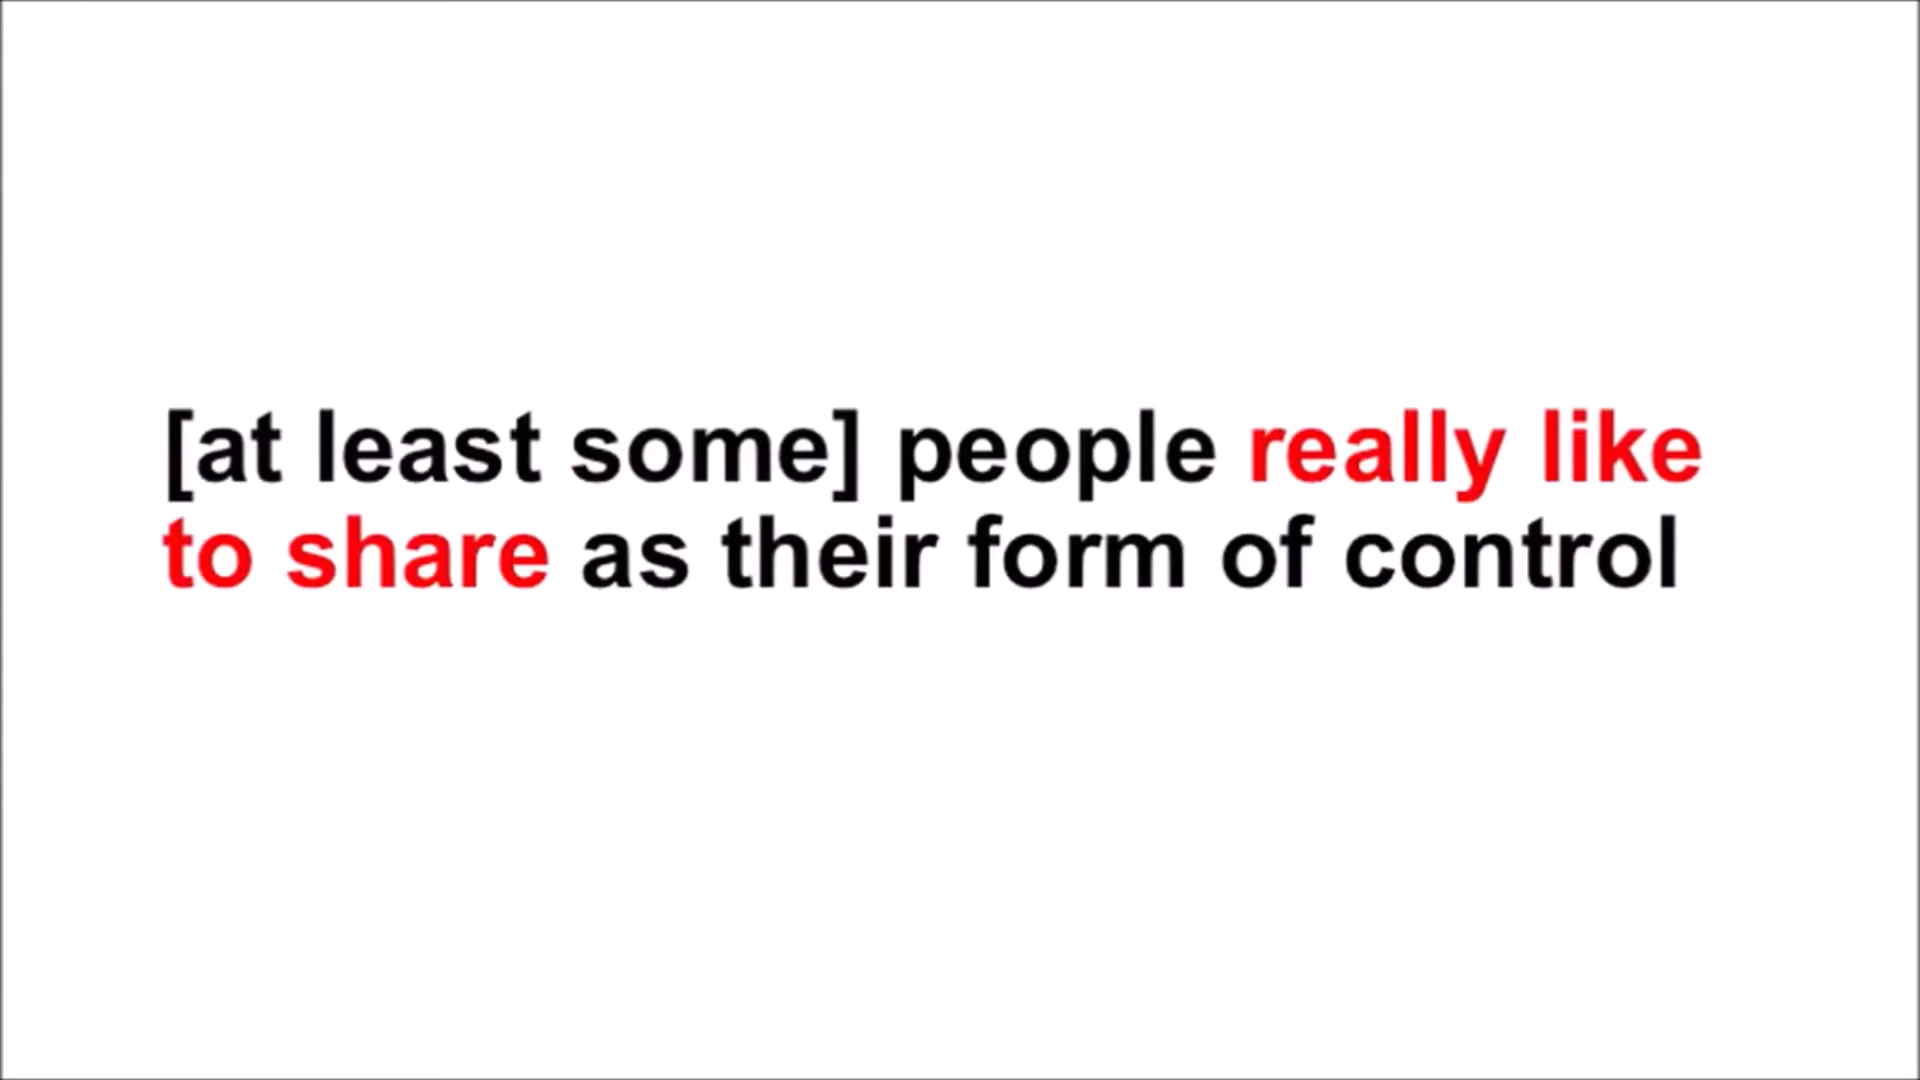 [at least some] people really like
to share as their form of control